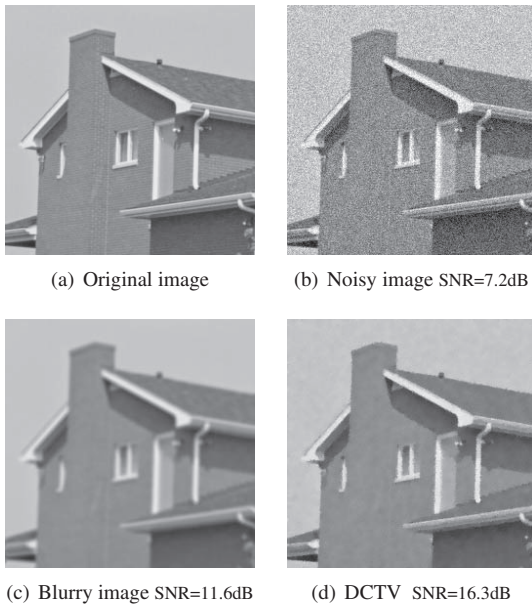 (a) Original image
(b) Noisy image SNR=7.2dB
(c) Blurry image SNR=11.6dB
(d) DCTV SNR=16.3dB